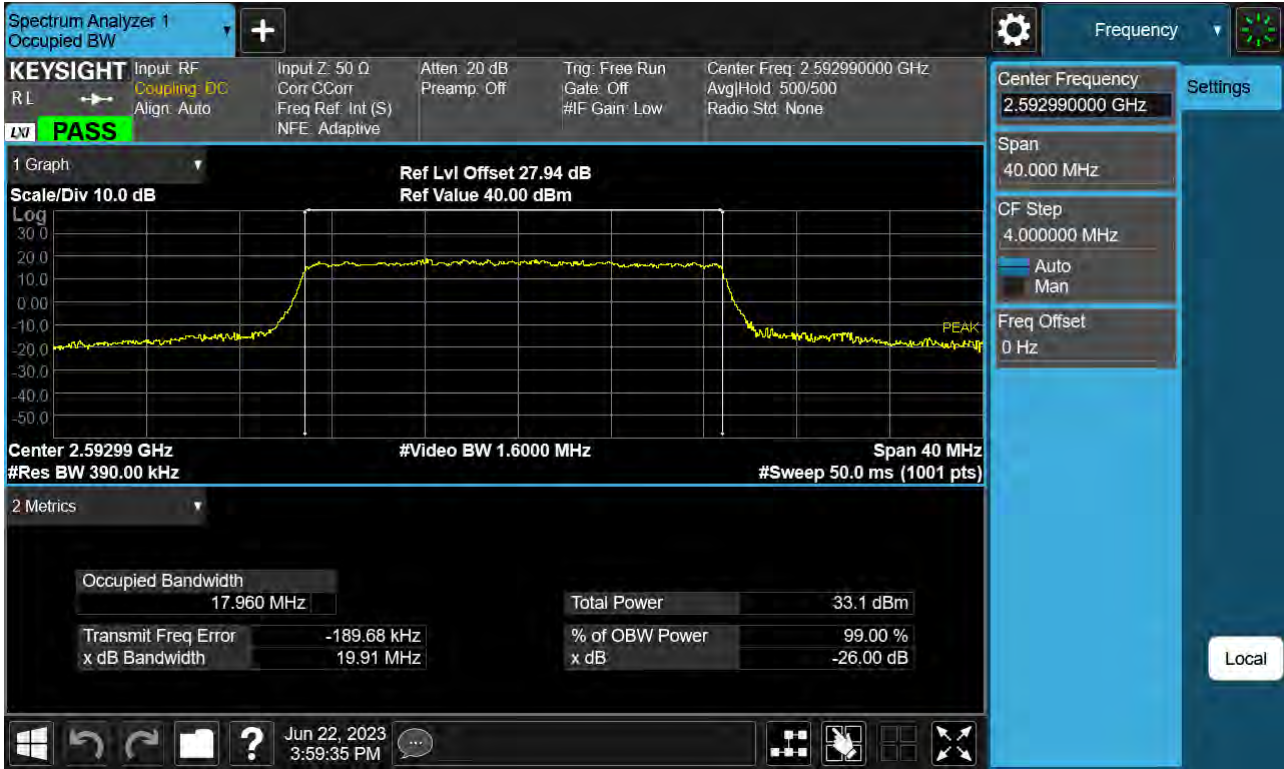 Spectrum Analyzer 1
Occupied BW
Frequency
KEYSIGHT
RL
LXI PASS
Input: RF
Coupling: DC
Align: Auto
Input Z: 50 Ω
Corr CCorr
Freq Ref: Int (S)
NFE: Adaptive
Atten: 20 dB
Preamp: Off
Trig: Free Run
Gate: Off
#IF Gain: Low
Center Freq: 2.592990000 GHz
Avg|Hold: 500/500
Radio Std: None
Center Frequency
2.592990000 GHz
Settings
Span
40.000 MHz
CF Step
4.000000 MHz
Auto
Man
Freq Offset
0 Hz
Local
1 Graph
Scale/Div 10.0 dB
Ref Lvl Offset 27.94 dB
Ref Value 40.00 dBm
Log
30.0
20.0
10.0
0.00
-10.0
-20.0
-30.0
-40.0
-50.0
PEAK
Center 2.59299 GHz
#Video BW 1.6000 MHz
Span 40 MHz
#Res BW 390.00 kHz
#Sweep 50.0 ms (1001 pts)
2 Metrics
Occupied Bandwidth
17.960 MHz
Total Power 33.1 dBm
Transmit Freq Error -189.68 kHz
% of OBW Power 99.00 %
x dB Bandwidth 19.91 MHz
x dB -26.00 dB
Jun 22, 2023
3:59:35 PM